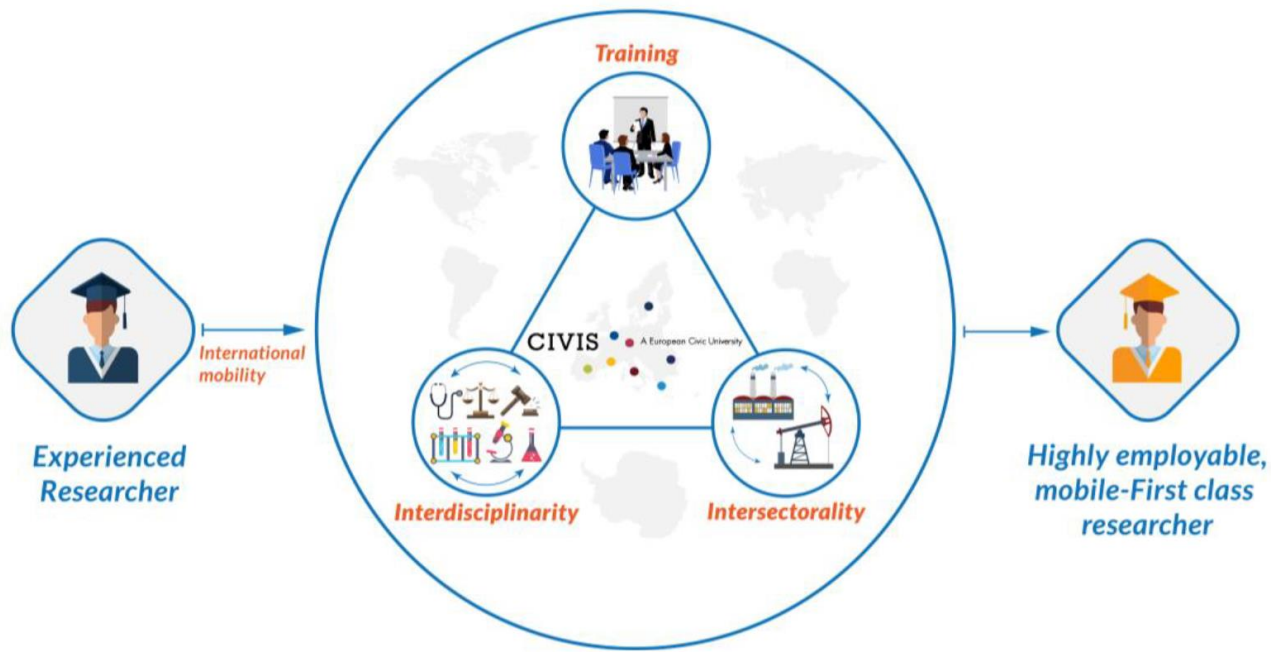 Training
CIVIS
A European Civic University
International
mobility
Experienced
Researcher
Interdisciplinarity
Intersectorality
Highly employable,
mobile-First class
researcher